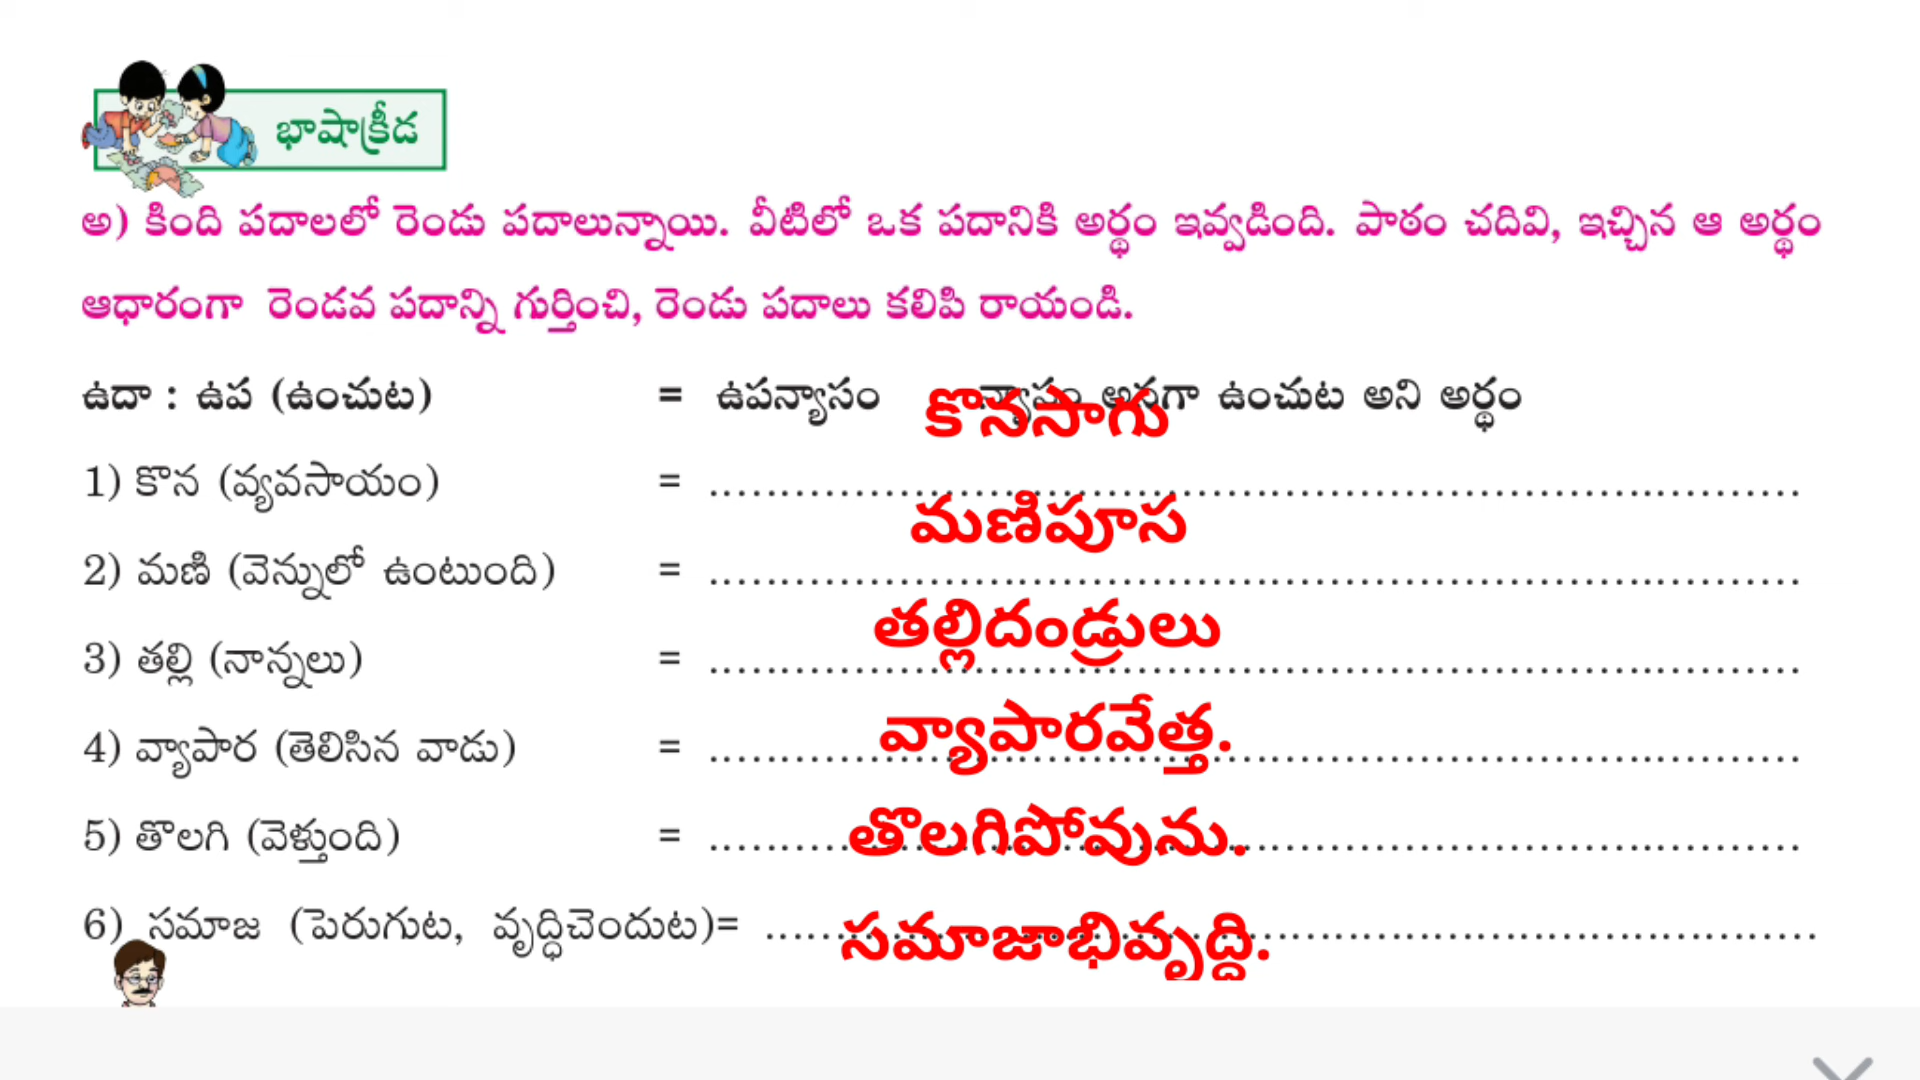 భాషాక్రీడ
అ) కింది పదాలలో రెండు పదాలున్నాయి. వీటిలో ఒక పదానికి అర్థం ఇవ్వడింది. పాఠం చదివి, ఇచ్చిన ఆ అర్థం
ఆధారంగా రెండవ పదాన్ని గుర్తించి, రెండు పదాలు కలిపి రాయండి.
ఉదా : ఉప (ఉంచుట) = ఉపన్యాసం న్యాసం అనగా ఉంచుట అని అర్థం
కొనసాగు
1) కొన (వ్యవసాయం) = ........................................
మణిపూస
2) మణి (వెన్నులో ఉంటుంది) = ........................................
తల్లిదండ్రులు
3) తల్లి (నాన్నలు) = ........................................
వ్యాపారవేత్త.
4) వ్యాపార (తెలిసిన వాడు) = ........................................
తొలగిపోవును.
5) తొలగి (వెళ్తుంది) = ........................................
సమాజాభివృద్ది.
6) సమాజ (పెరుగుట, వృద్ధిచెందుట)= ........................................